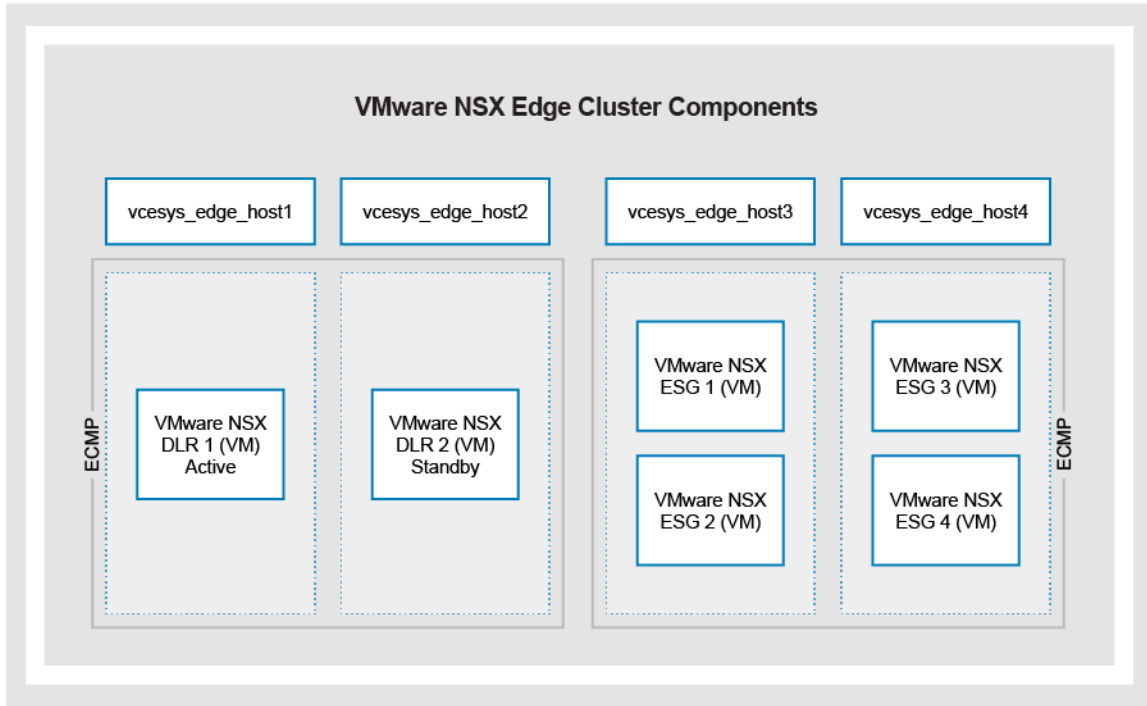 VMware NSX Edge Cluster Components
vcesys_edge_host1
vcesys_edge_host2
vcesys_edge_host3
vcesys_edge_host4
ECMP
VMware NSX
DLR 1 (VM)
Active
VMware NSX
DLR 2 (VM)
Standby
VMware NSX
ESG 1 (VM)
VMware NSX
ESG 2 (VM)
VMware NSX
ESG 3 (VM)
VMware NSX
ESG 4 (VM)
ECMP